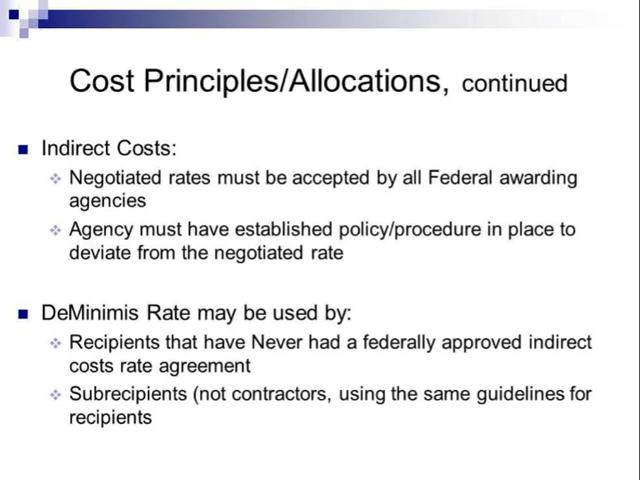 Cost Principles/Allocations, continued
Indirect Costs:
Negotiated rates must be accepted by all Federal awarding
agencies
Agency must have established policy/procedure in place to
deviate from the negotiated rate
DeMinimis Rate may be used by:
Recipients that have Never had a federally approved indirect
costs rate agreement
Subrecipients (not contractors, using the same guidelines for
recipients